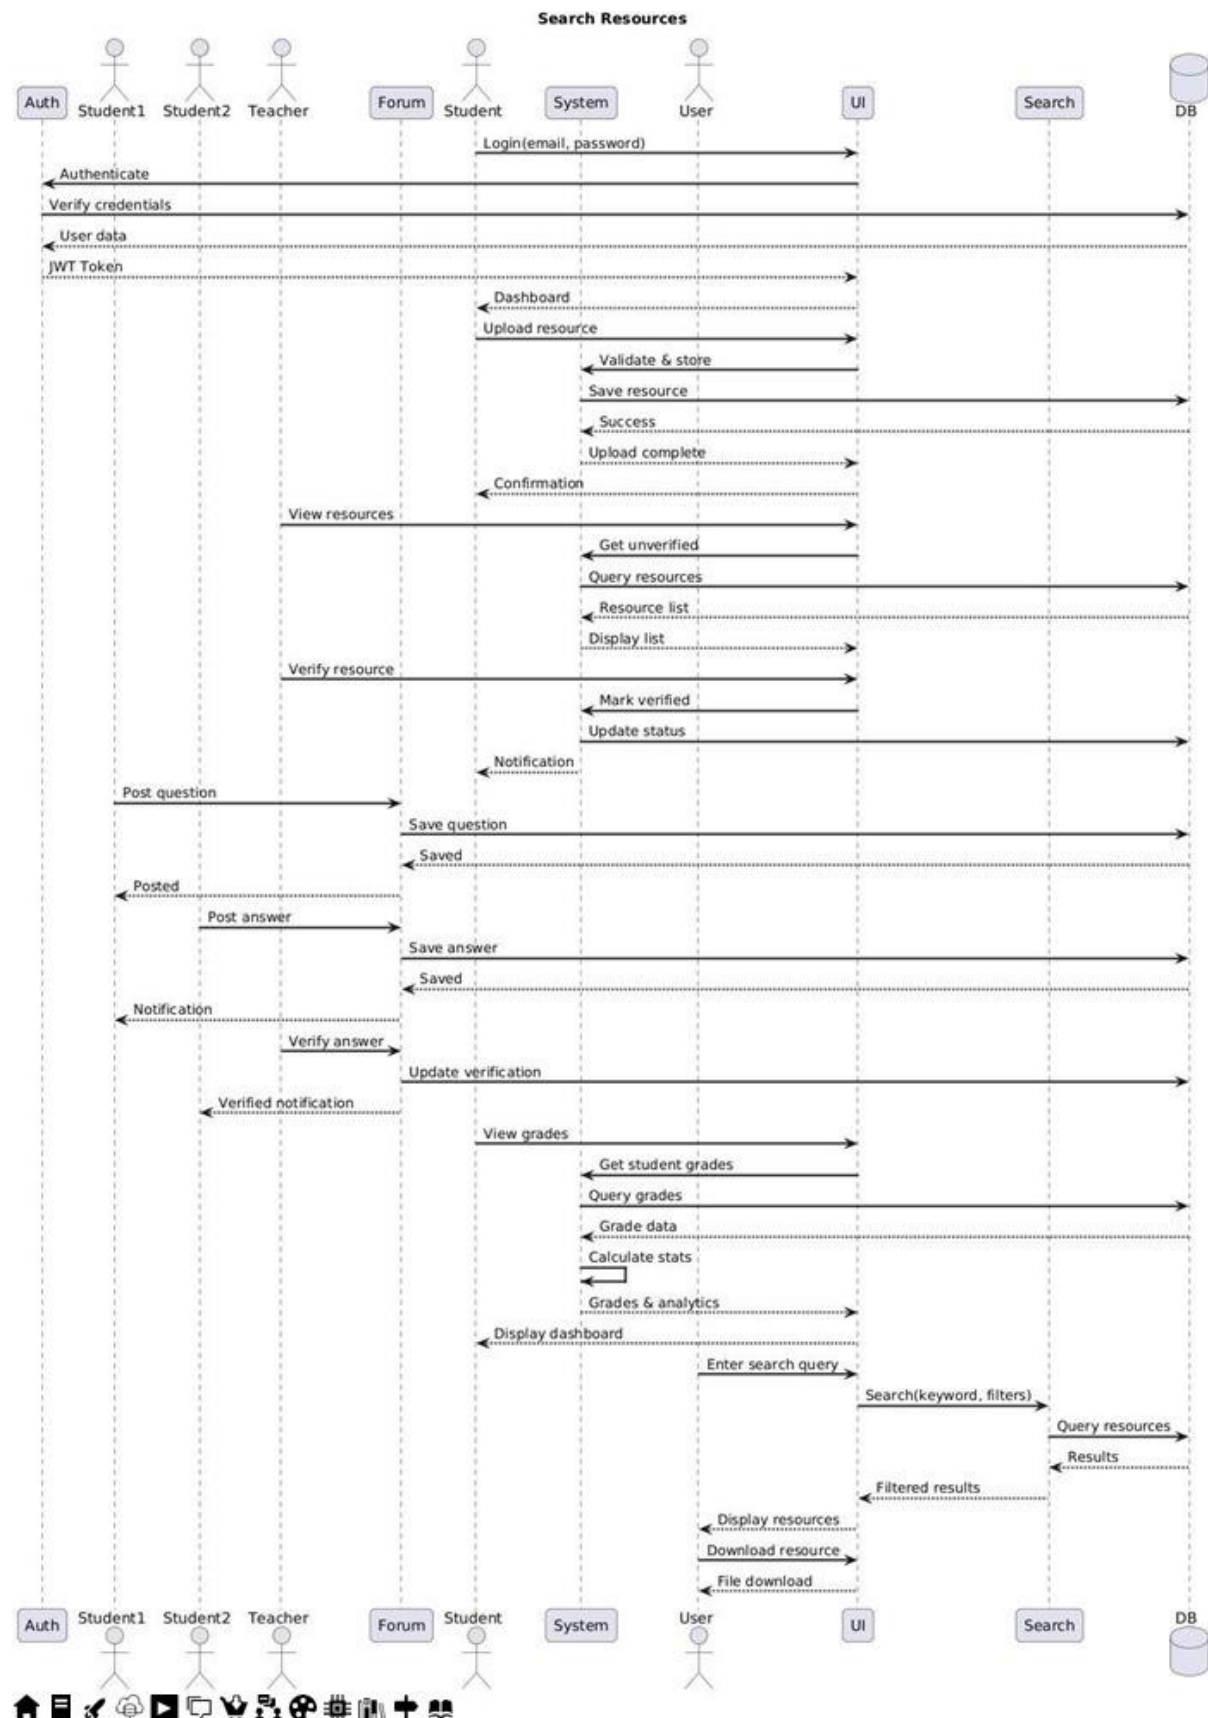 Search Resources
Auth Student1 Student2 Teacher Forum Student System User UI Search DB
Login(email, password)
Authenticate
Verify credentials
User data
JWT Token
Dashboard
Upload resource
Validate & store
Save resource
Success
Upload complete
Confirmation
View resources
Get unverified
Query resources
Resource list
Display list
Verify resource
Mark verified
Update status
Notification
Post question
Save question
Saved
Posted
Post answer
Save answer
Saved
Notification
Verify answer
Update verification
Verified notification
View grades
Get student grades
Query grades
Grade data
Calculate stats
Grades & analytics
Display dashboard
Enter search query
Search(keyword, filters)
Query resources
Results
Filtered results
Display resources
Download resource
File download
Auth Student1 Student2 Teacher Forum Student System User UI Search DB